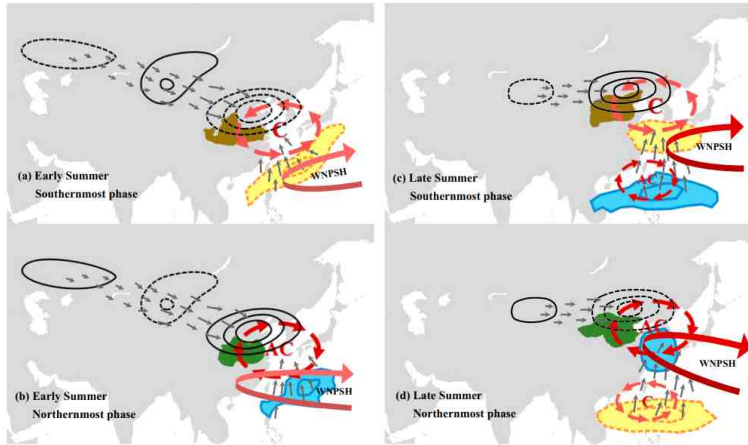 C
(a) Early Summer
Southernmost phase
WNPSH
C
WNPSH
AC
(c) Late Summer
Southernmost phase
AC
(b) Early Summer
Northernmost phase
WNPSH
AC
WNPSH
(d) Late Summer
Northernmost phase
C